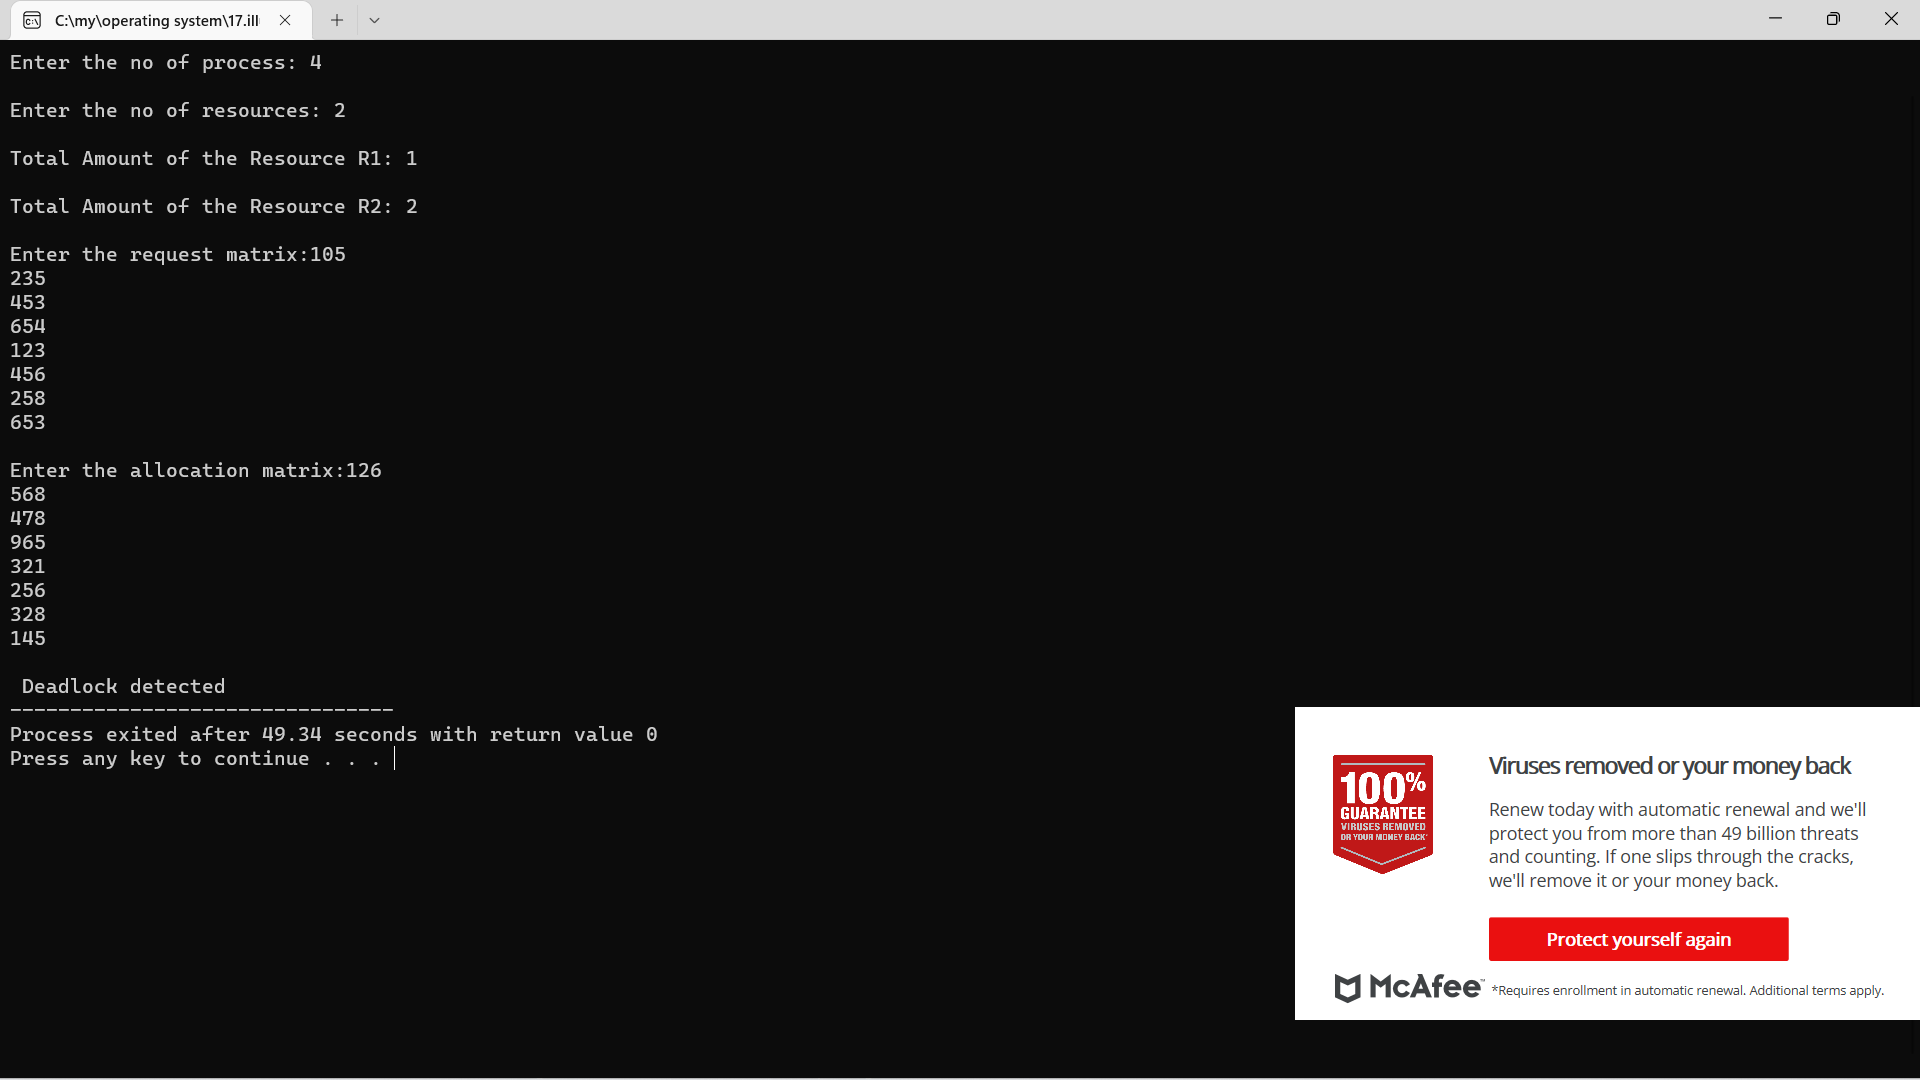 C:\my\operating system\17.ill
Enter the no of process: 4
Enter the no of resources: 2
Total Amount of the Resource R1: 1
Total Amount of the Resource R2: 2
Enter the request matrix:105
235
453
654
123
456
258
653
Enter the allocation matrix:126
568
478
965
321
256
328
145
Deadlock detected
--------------------------------
Process exited after 49.34 seconds with return value 0
Press any key to continue . . .
100%
GUARANTEE
VIRUSES REMOVED
OR YOUR MONEY BACK*
Viruses removed or your money back
Renew today with automatic renewal and we'll
protect you from more than 49 billion threats
and counting. If one slips through the cracks,
we'll remove it or your money back.
Protect yourself again
McAfee™
*Requires enrollment in automatic renewal. Additional terms apply.